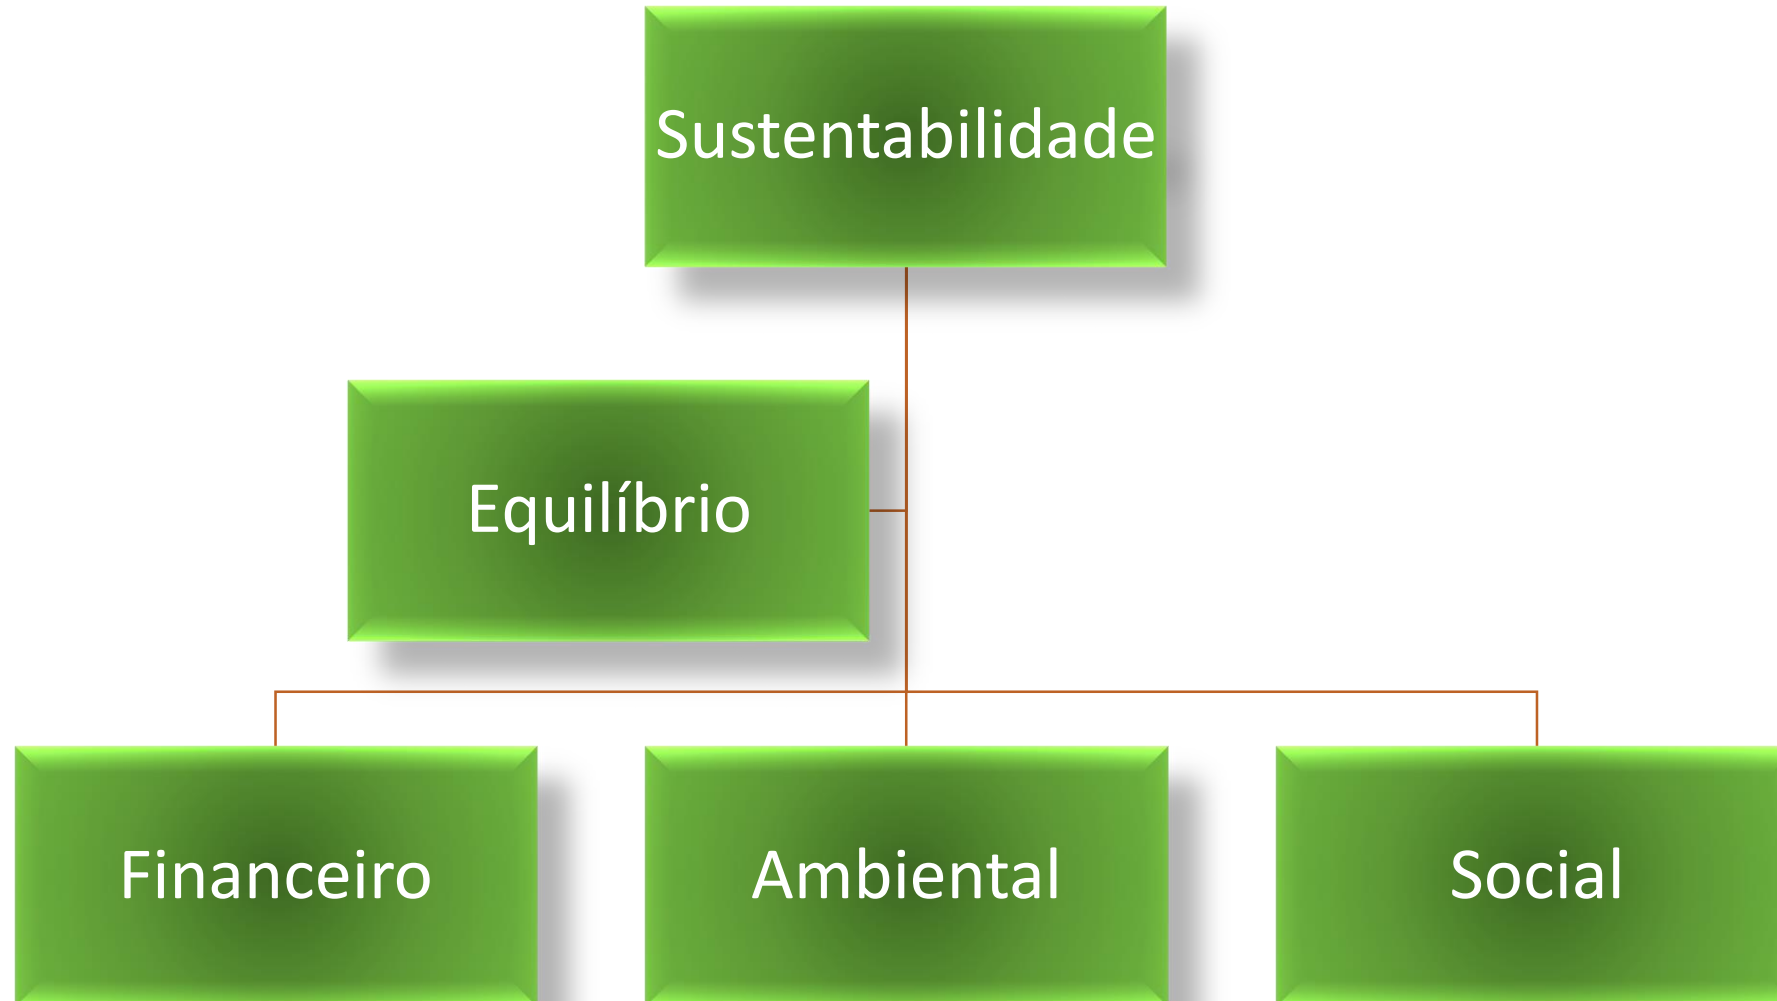 Sustentabilidade
Equilíbrio
Financeiro
Ambiental
Social